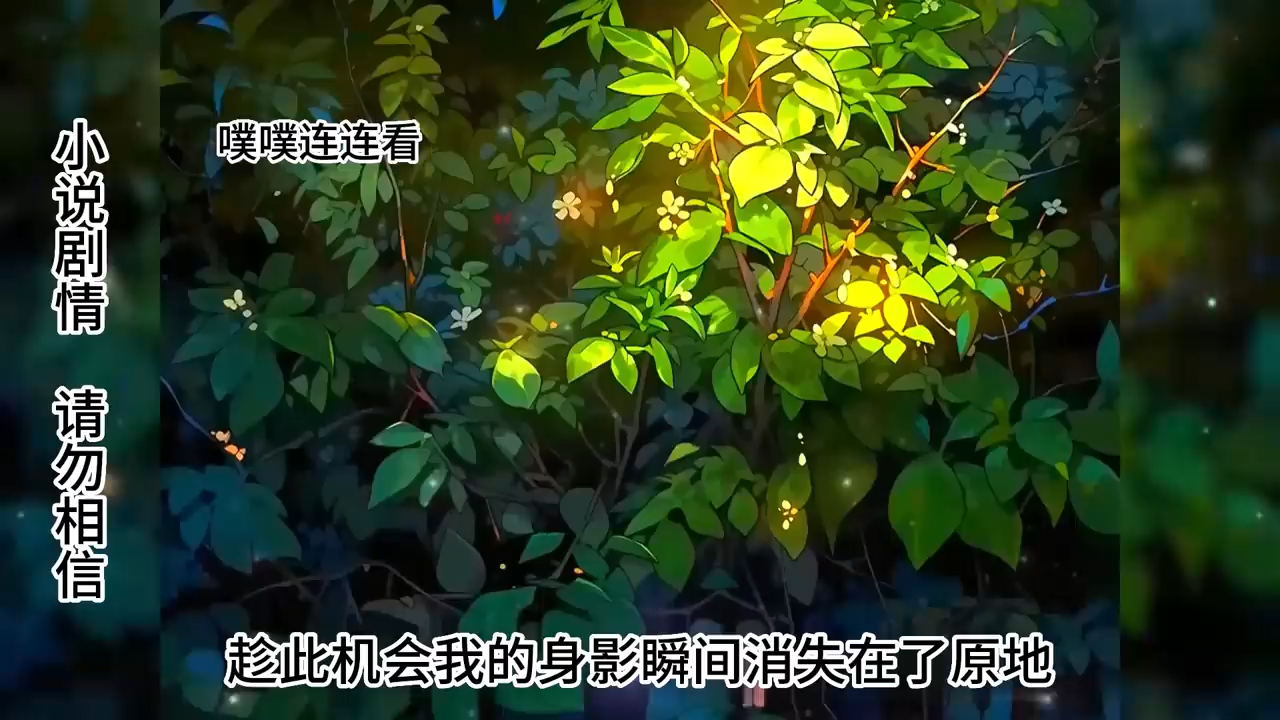 小说剧情 请勿相信
噗噗连连看
趁此机会我的身影瞬间消失在了原地